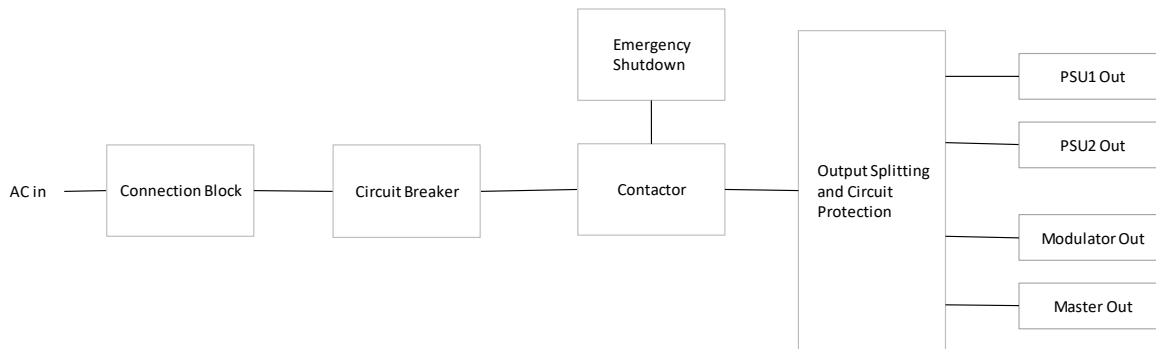 Emergency
Shutdown
PSU1 Out
PSU2 Out
AC in
Connection Block
Circuit Breaker
Contactor
Output Splitting
and Circuit
Protection
Modulator Out
Master Out